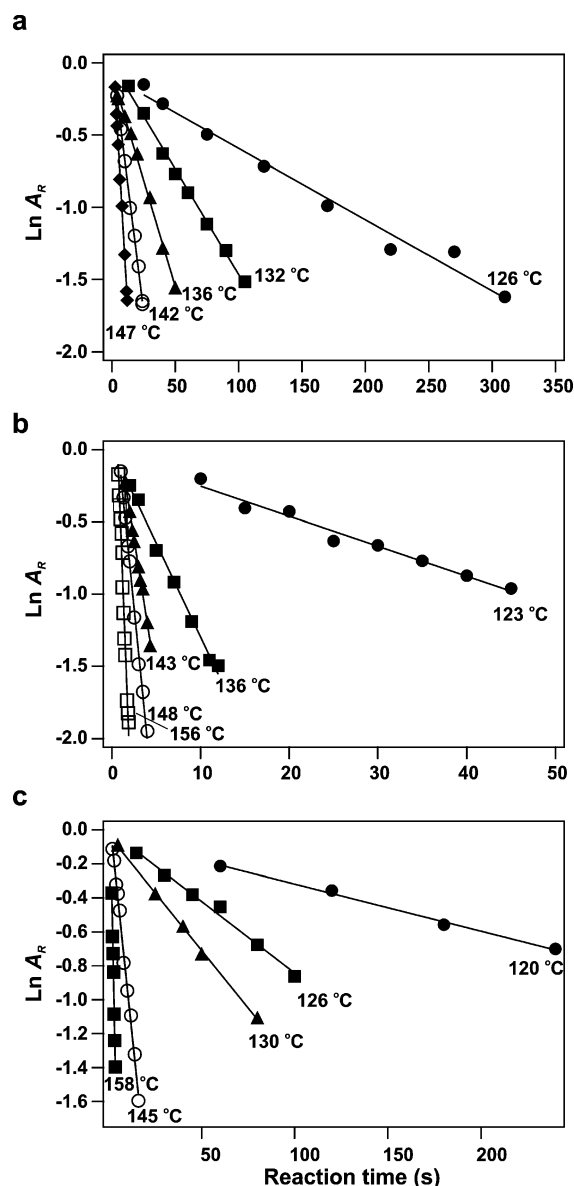 a
0.0
-0.5
-1.0
-1.5
-2.0
Ln A_R
126 °C
132 °C
136 °C
142 °C
147 °C
0 50 100 150 200 250 300 350
b
0.0
-0.5
-1.0
-1.5
-2.0
Ln A_R
123 °C
143 °C
136 °C
148 °C
156 °C
0 10 20 30 40 50
c
0.0
-0.2
-0.4
-0.6
-0.8
-1.0
-1.2
-1.4
-1.6
Ln A_R
120 °C
126 °C
130 °C
158 °C
145 °C
50 100 150 200
Reaction time (s)